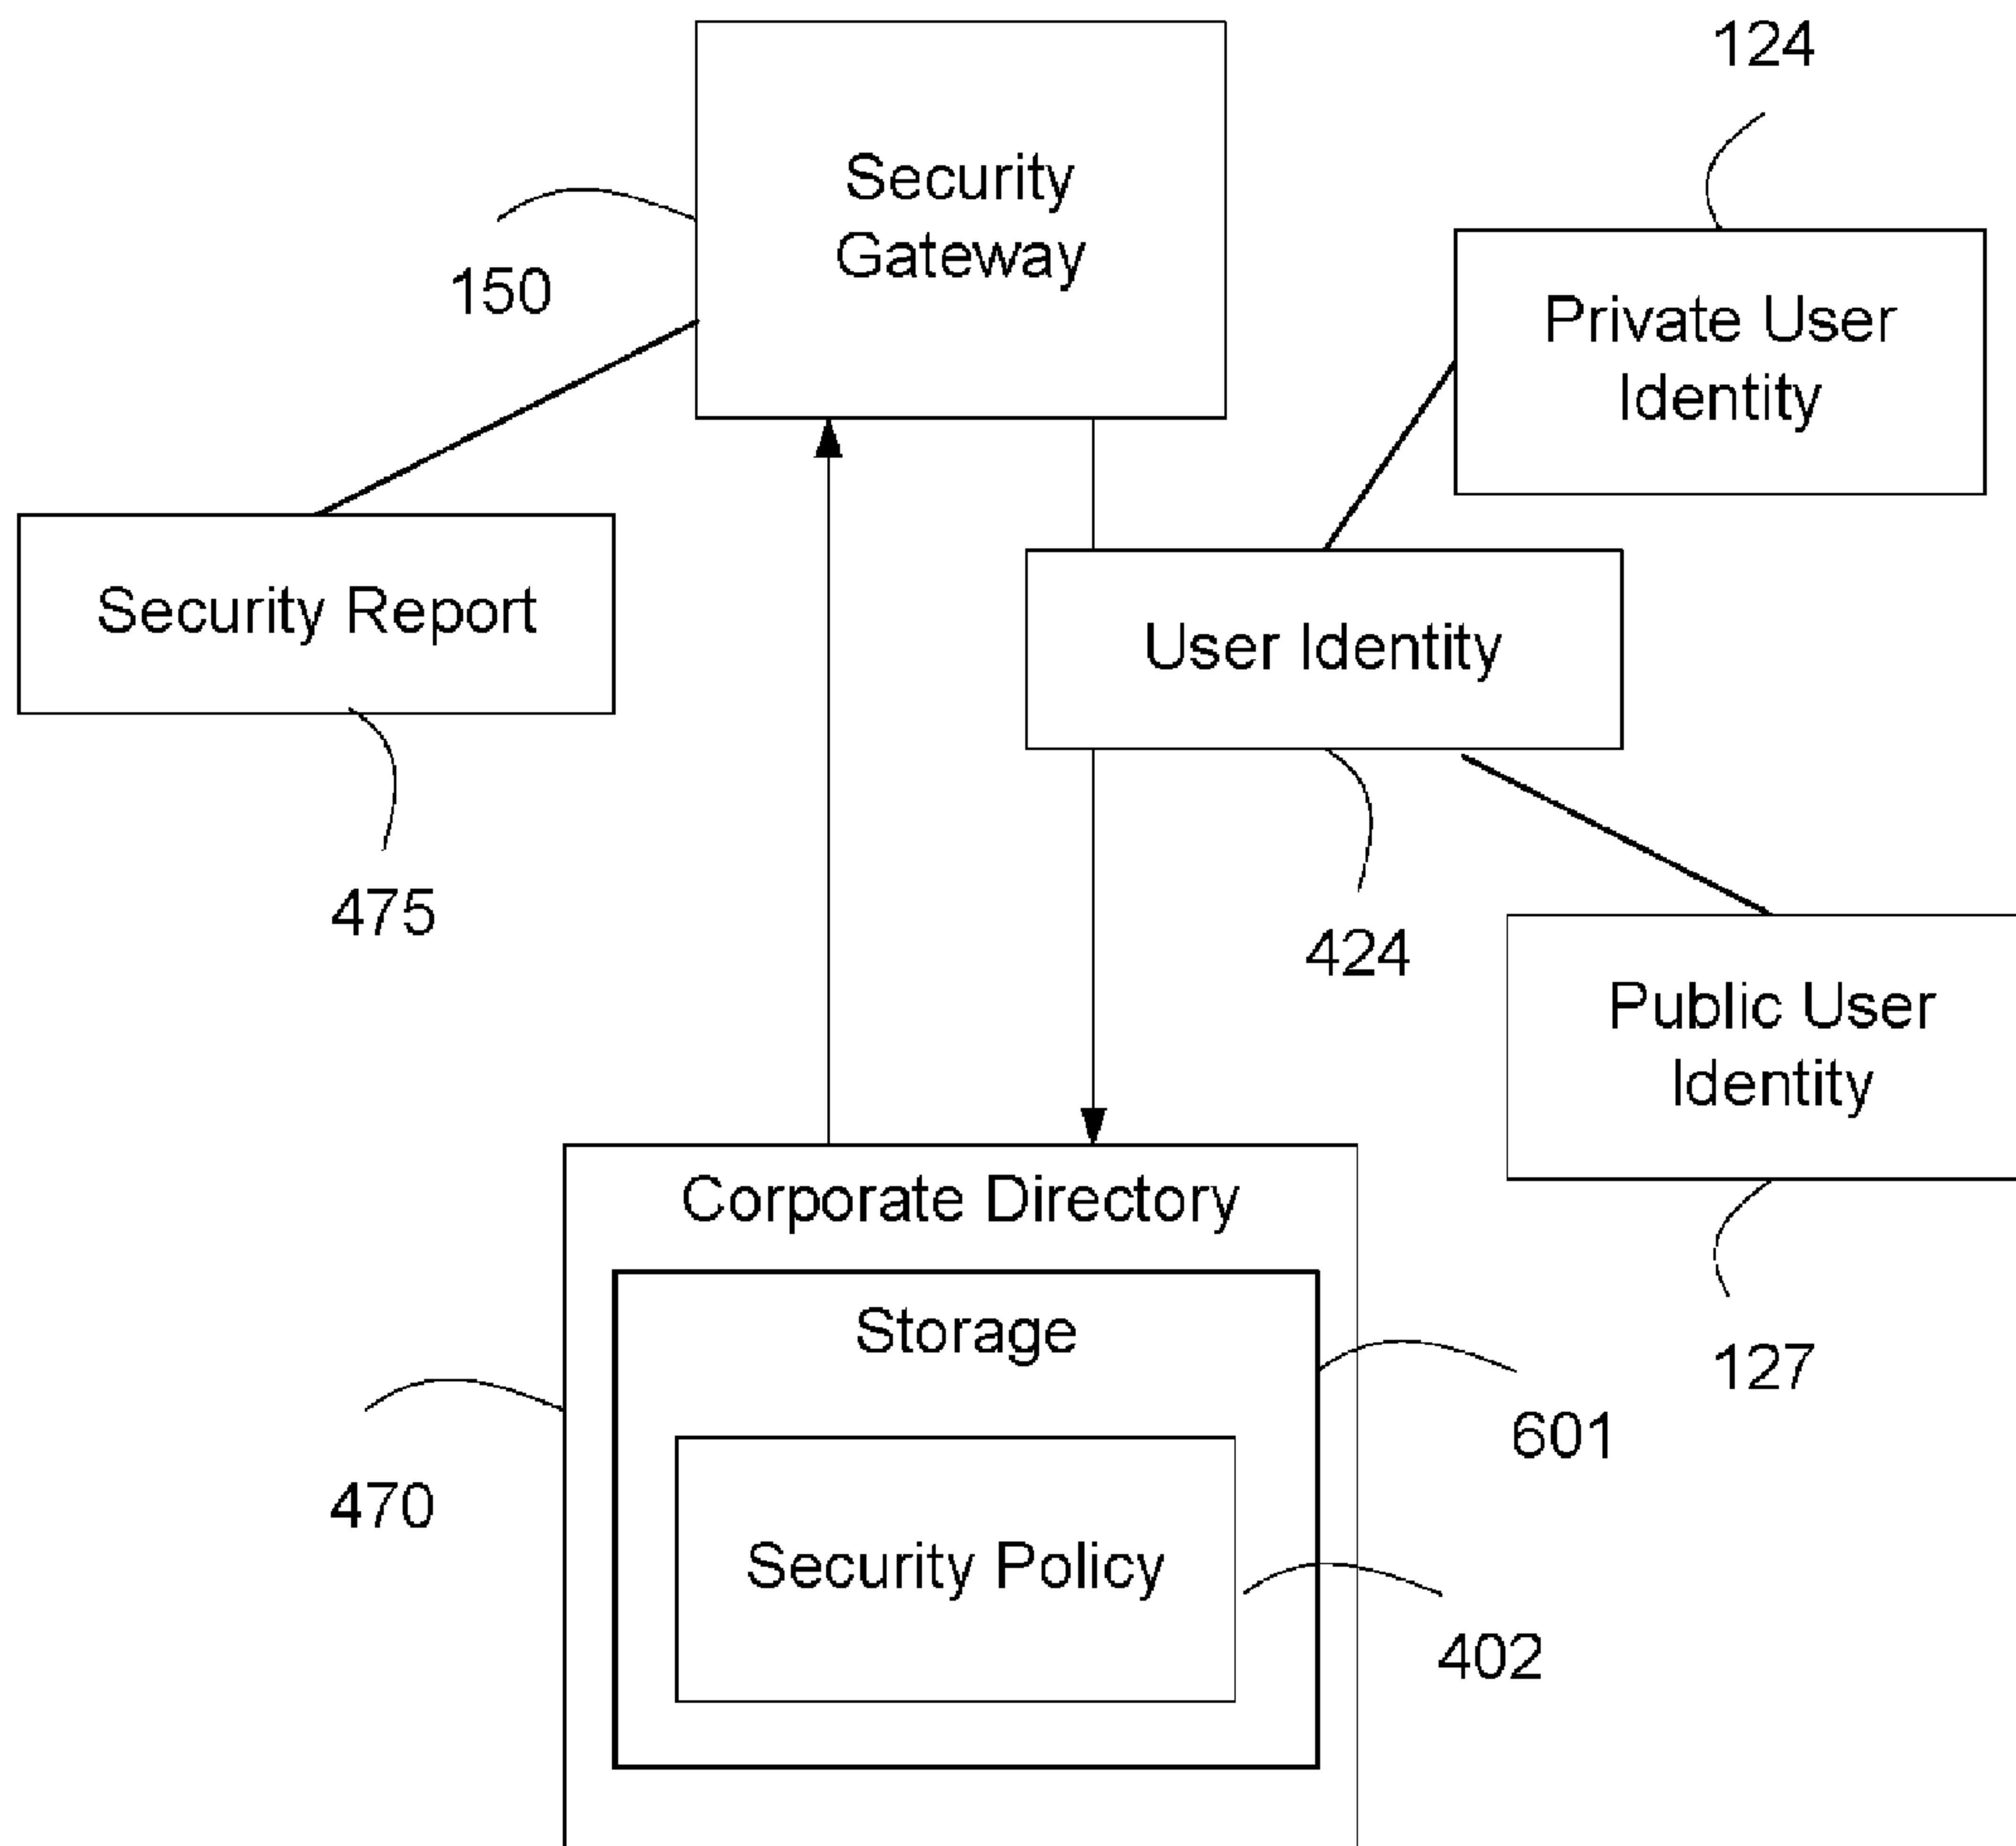 124
Security
Gateway
150
Private User
Identity
Security Report
User Identity
475
424
Public User
Identity
Corporate Directory
Storage
127
601
470
Security Policy
402